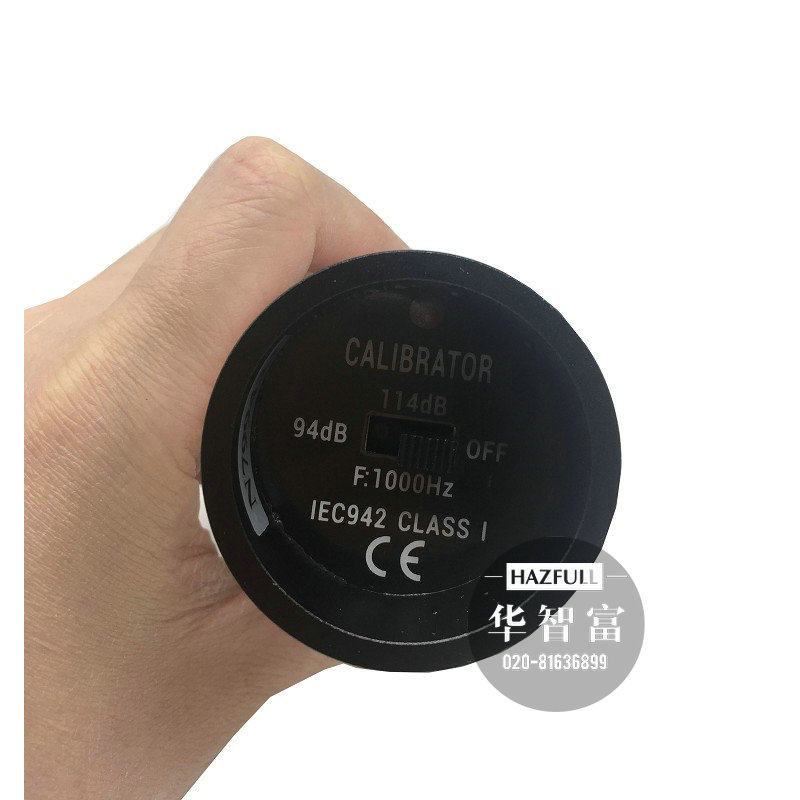 CALIBRATOR
114dB
94dB
OFF
F:1000Hz
IEC942 CLASS I
CE
HAZFULL
华智富
020-81636899